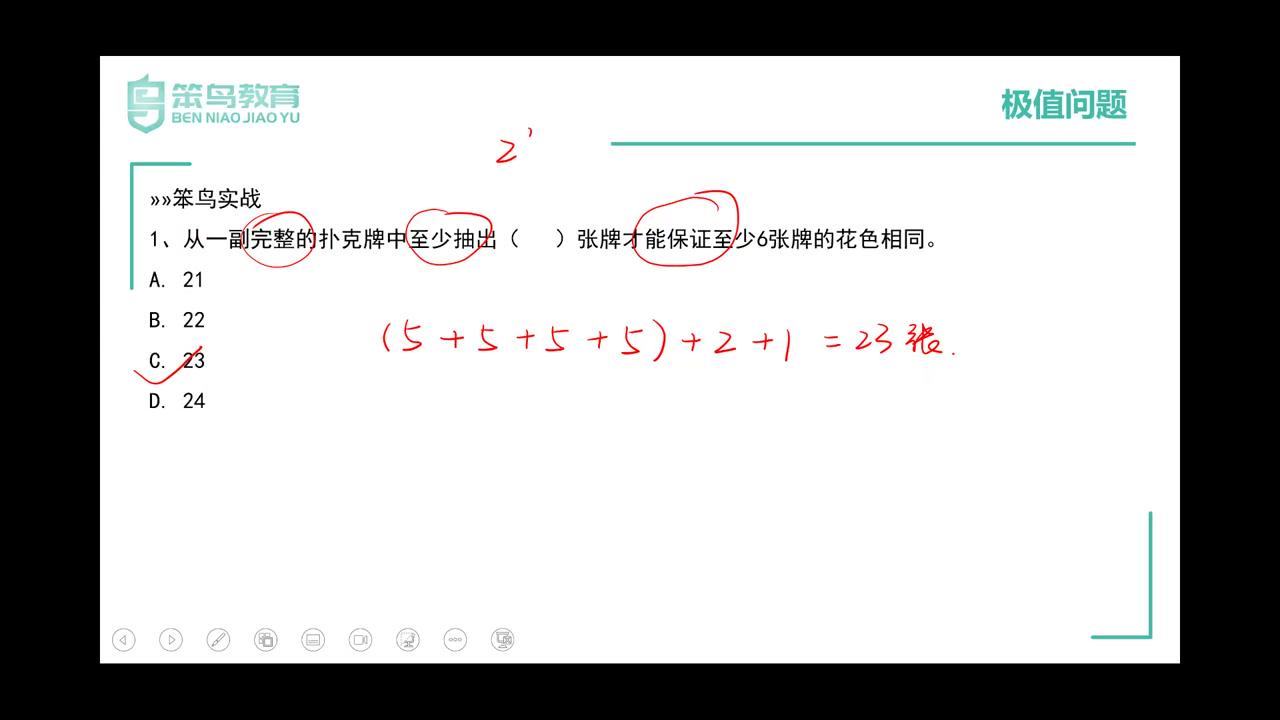 笨鸟教育
BEN NIAO JIAO YU
极值问题
2'
»»笨鸟实战
1、从一副完整的扑克牌中至少抽出（ ）张牌才能保证至少6张牌的花色相同。
A. 21
B. 22
(5+5+5+5)+2+1=23张.
C. 23
D. 24